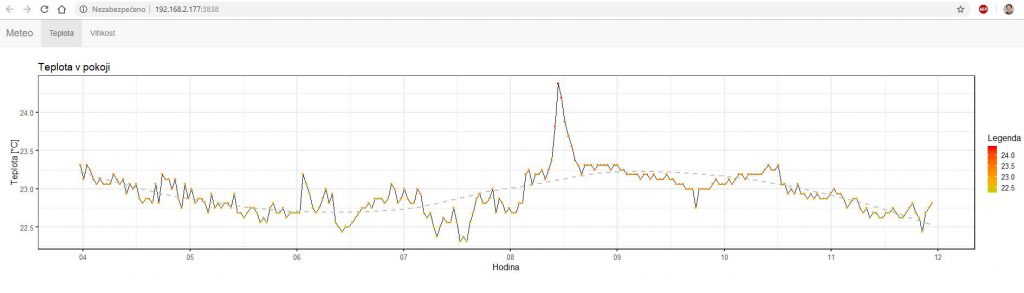 Nezabezpečeno | 192.168.2.177:3838
ABP
Meteo Teplota Vlhkost
Teplota v pokoji
Teplota [°C]
24.0
23.5
23.0
22.5
04 05 06 07 08 09 10 11 12
Hodina
Legenda
24.0
23.5
23.0
22.5